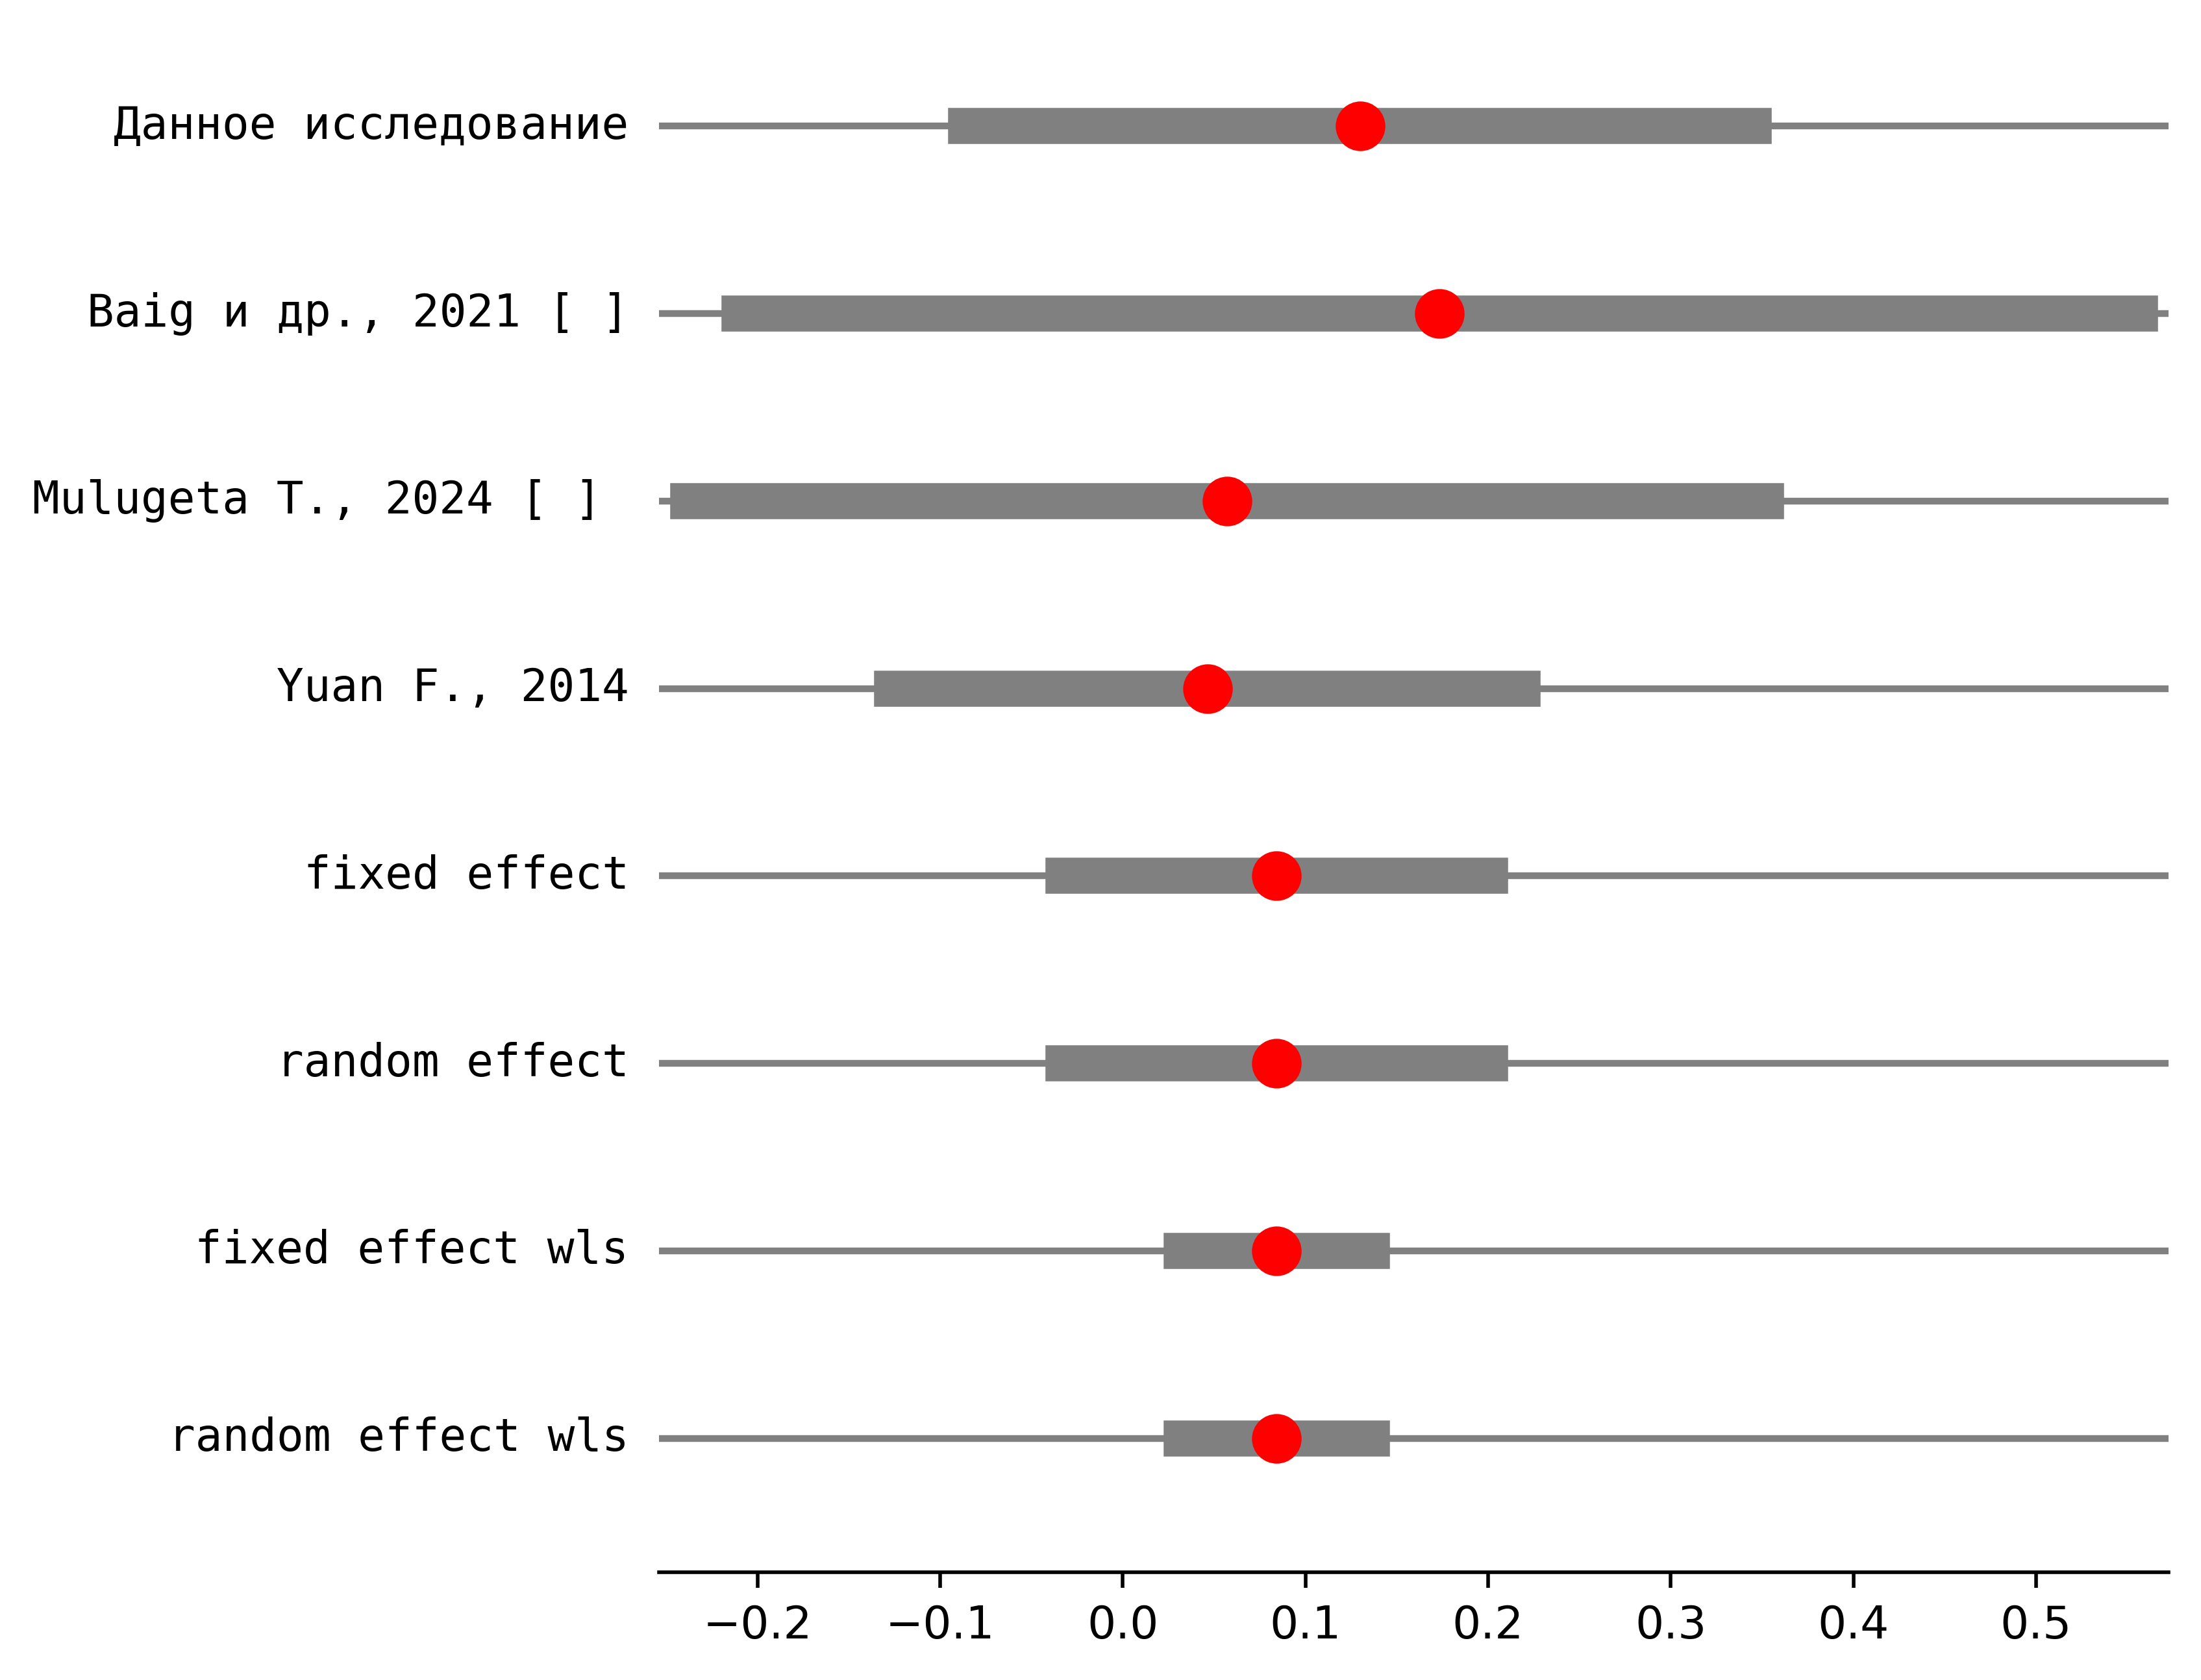 Данное исследование
Baig и др., 2021 [ ]
Mulugeta T., 2024 [ ]
Yuan F., 2014
fixed effect
random effect
fixed effect wls
random effect wls
−0.2 −0.1 0.0 0.1 0.2 0.3 0.4 0.5